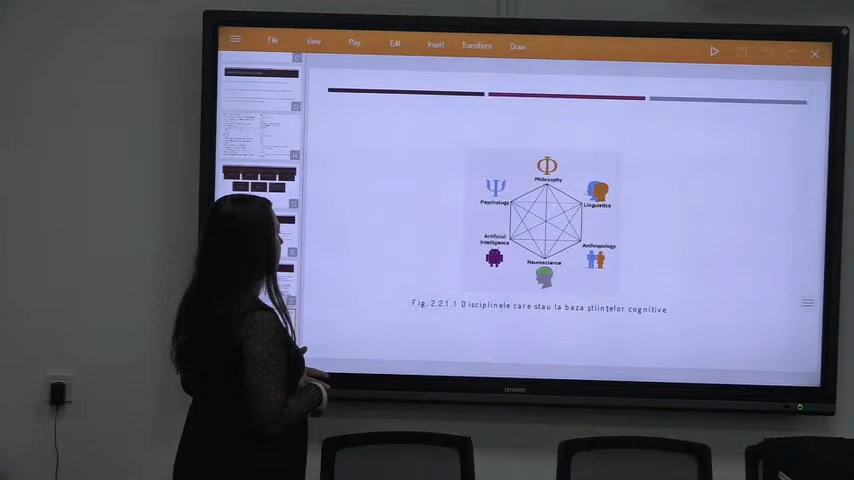 File View Play Edit Insert Transitions Draw
Philosophy
Psychology
Linguistics
Artificial
Intelligence
Anthropology
Neuroscience
Fig. 2.2.1.1 Disciplinele care stau la baza științelor cognitive